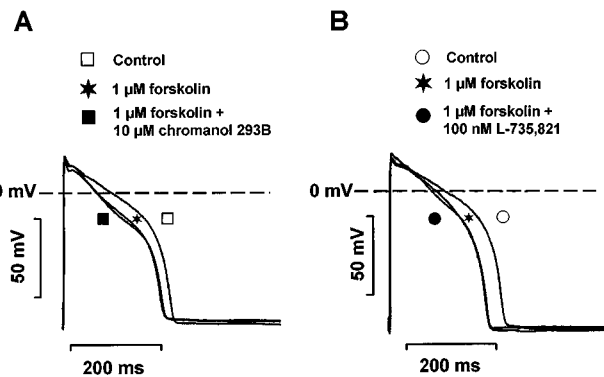 A
Control
1 µM forskolin
1 µM forskolin +
10 µM chromanol 293B
0 mV
50 mV
200 ms
B
Control
1 µM forskolin
1 µM forskolin +
100 nM L-735,821
0 mV
50 mV
200 ms